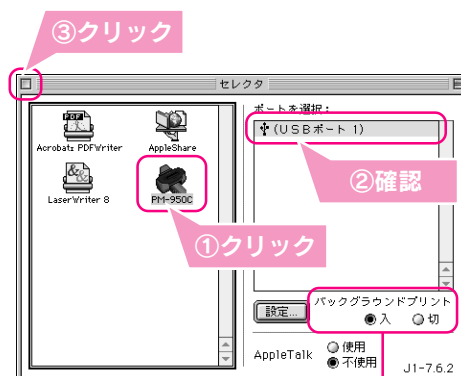 ③クリック
セレクタ
ポートを選択：
(USBポート 1)
Acrobat™ PDFWriter
AppleShare
②確認
LaserWriter 8
PM-950C
①クリック
設定...
バックグラウンドプリント
入 切
AppleTalk
使用
不使用
J1-7.6.2